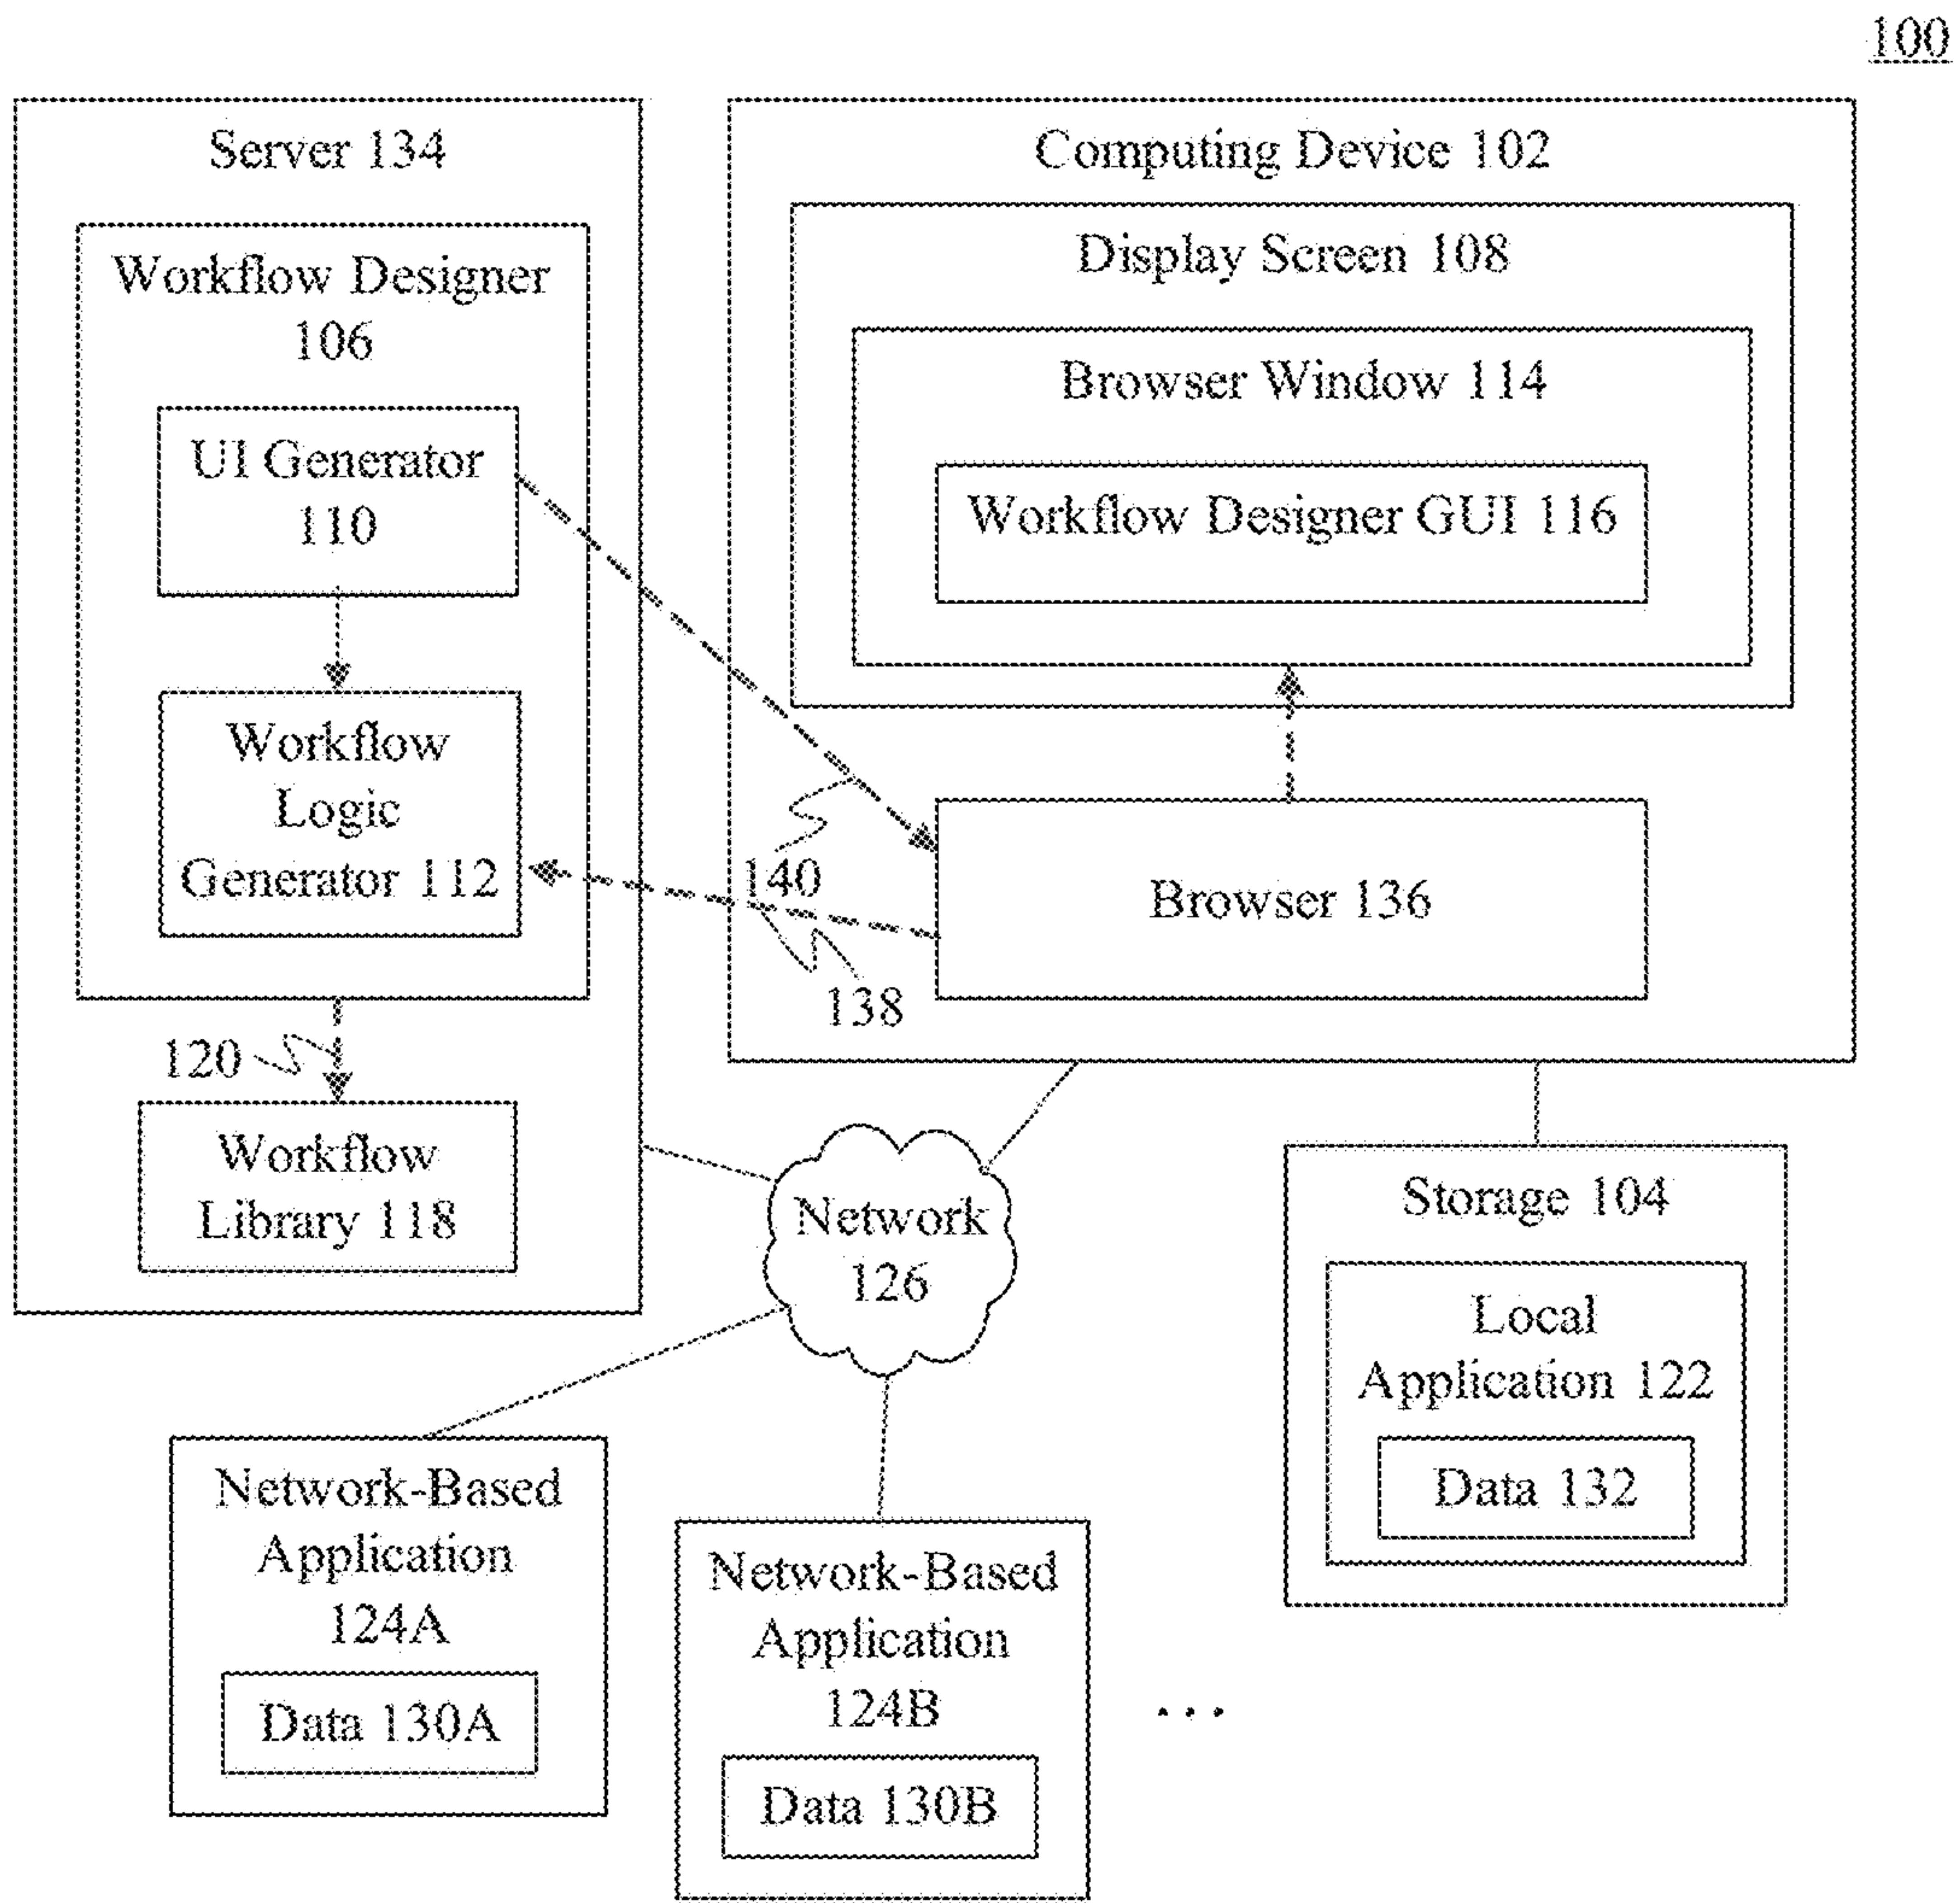 100
Server 134
Workflow Designer
106
UI Generator
110
Workflow
Logic
Generator 112
120
Workflow
Library 118
Computing Device 102
Display Screen 108
Browser Window 114
Workflow Designer GUI 116
140
Browser 136
138
Network
126
Storage 104
Local
Application 122
Data 132
Network-Based
Application
124A
Data 130A
Network-Based
Application
124B
Data 130B
...